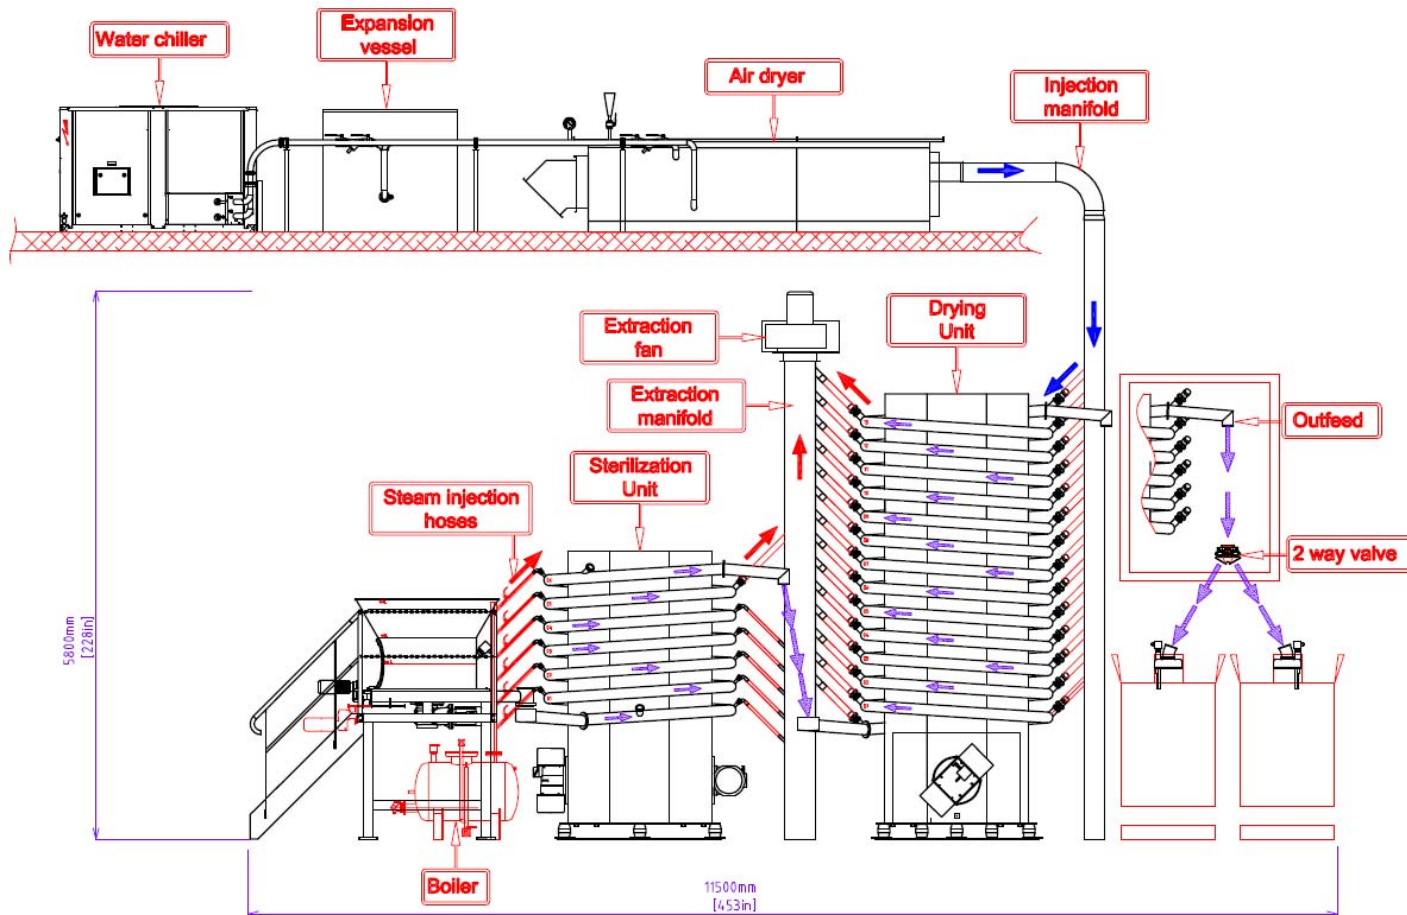 Water chiller
Expansion
vessel
Air dryer
Injection
manifold
Extraction
fan
Drying
Unit
Extraction
manifold
Outfeed
Sterilization
Unit
Steam injection
hoses
2 way valve
5800mm
[228in]
Boiler
11500mm
[453in]